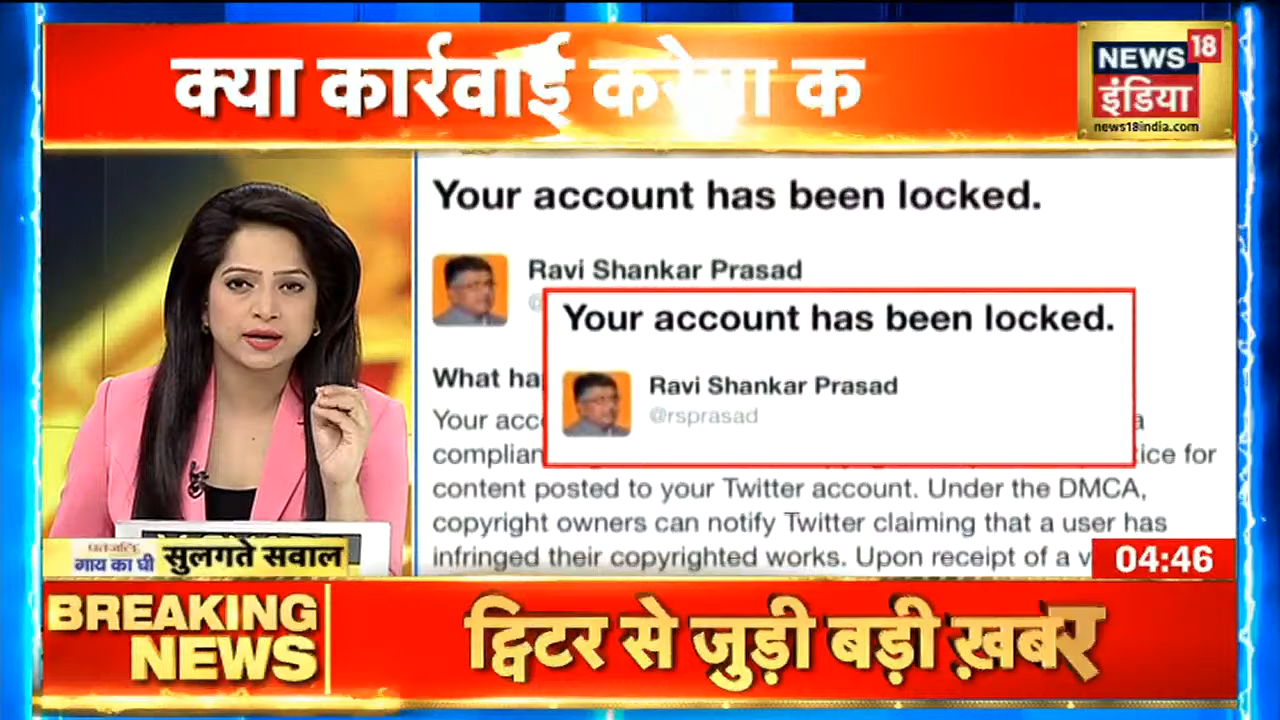 क्या कार्रवाई करेगा क
NEWS 18
इंडिया
news18india.com
Your account has been locked.
Ravi Shankar Prasad
@
Your account has been locked.
Ravi Shankar Prasad
@rsprasad
What ha
Your acc a
complian tice for
content posted to your Twitter account. Under the DMCA,
copyright owners can notify Twitter claiming that a user has
infringed their copyrighted works. Upon receipt of a v
04:46
पतंजलि
गाय का घी
सुलगते सवाल
BREAKING
NEWS
ट्विटर से जुड़ी बड़ी ख़बर